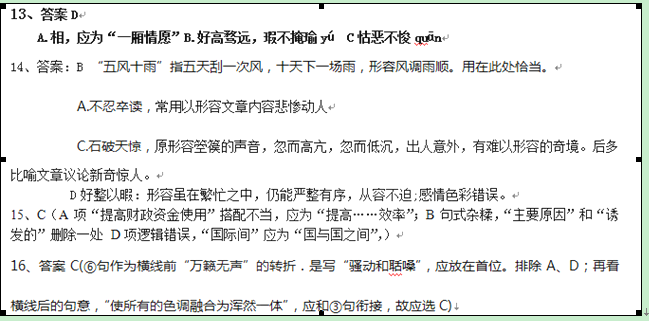 13、答案 D
A.相，应为“一厢情愿”B.好高骛远，瑕不掩瑜 yú  C 怙恶不悛 quān
14、答案：B “五风十雨”指五天刮一次风，十天下一场雨，形容风调雨顺。用在此处恰当。
A.不忍卒读，常用以形容文章内容悲惨动人
C.石破天惊，原形容箜篌的声音，忽而高亢，忽而低沉，出人意外，有难以形容的奇境。后多
比喻文章议论新奇惊人。
D 好整以暇：形容虽在繁忙之中，仍能严整有序，从容不迫;感情色彩错误。
15、C（A 项“提高财政资金使用”搭配不当，应为“提高……效率”；B 句式杂糅，“主要原因”和“诱
发的”删除一处 D项逻辑错误，“国际间”应为“国与国之间”,）
16、答案 C(⑥句作为横线前“万籁无声”的转折．是写“骚动和聒噪”，应放在首位。排除 A、D；再看
横线后的句意，“使所有的色调融合为浑然一体”，应和③句衔接，故应选 C)